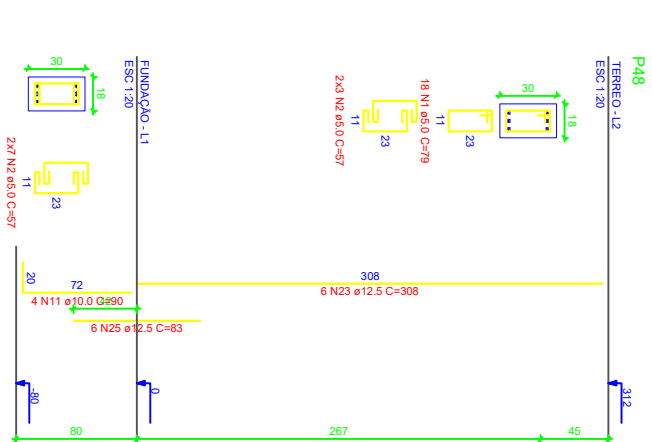 P48
TERREO - L2
ESC 1:20
30
18
18 N1 ø5.0 C=79
11
23
2x3 N2 ø5.0 C=57
11
23
FUNDAÇÃO - L1
ESC 1:20
30
18
2x7 N2 ø5.0 C=57
11
23
308
6 N23 ø12.5 C=308
20
72
4 N11 ø10.0 C=90
6 N25 ø12.5 C=83
-80
0
312
80
267
45